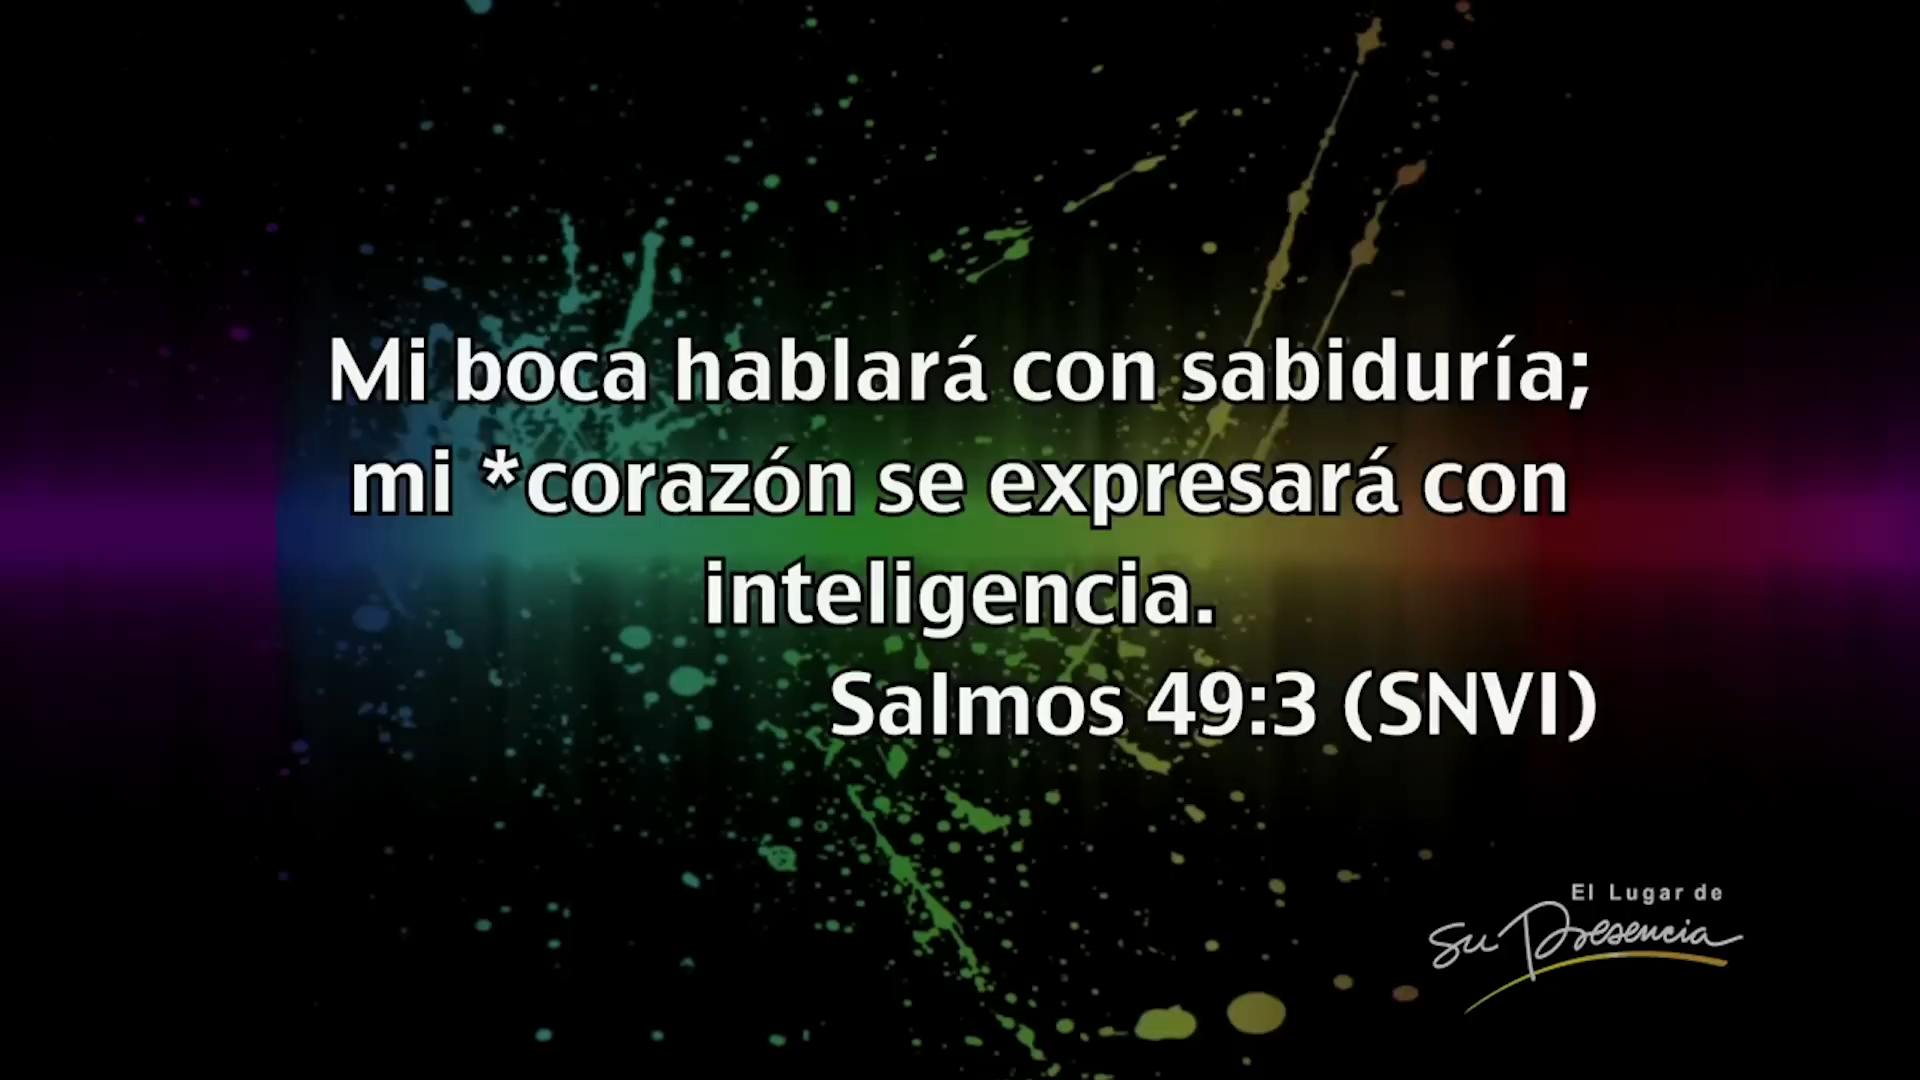 Mi boca hablará con sabiduría;
mi *corazón se expresará con
inteligencia.
Salmos 49:3 (SNVI)
El Lugar de
Su Presencia